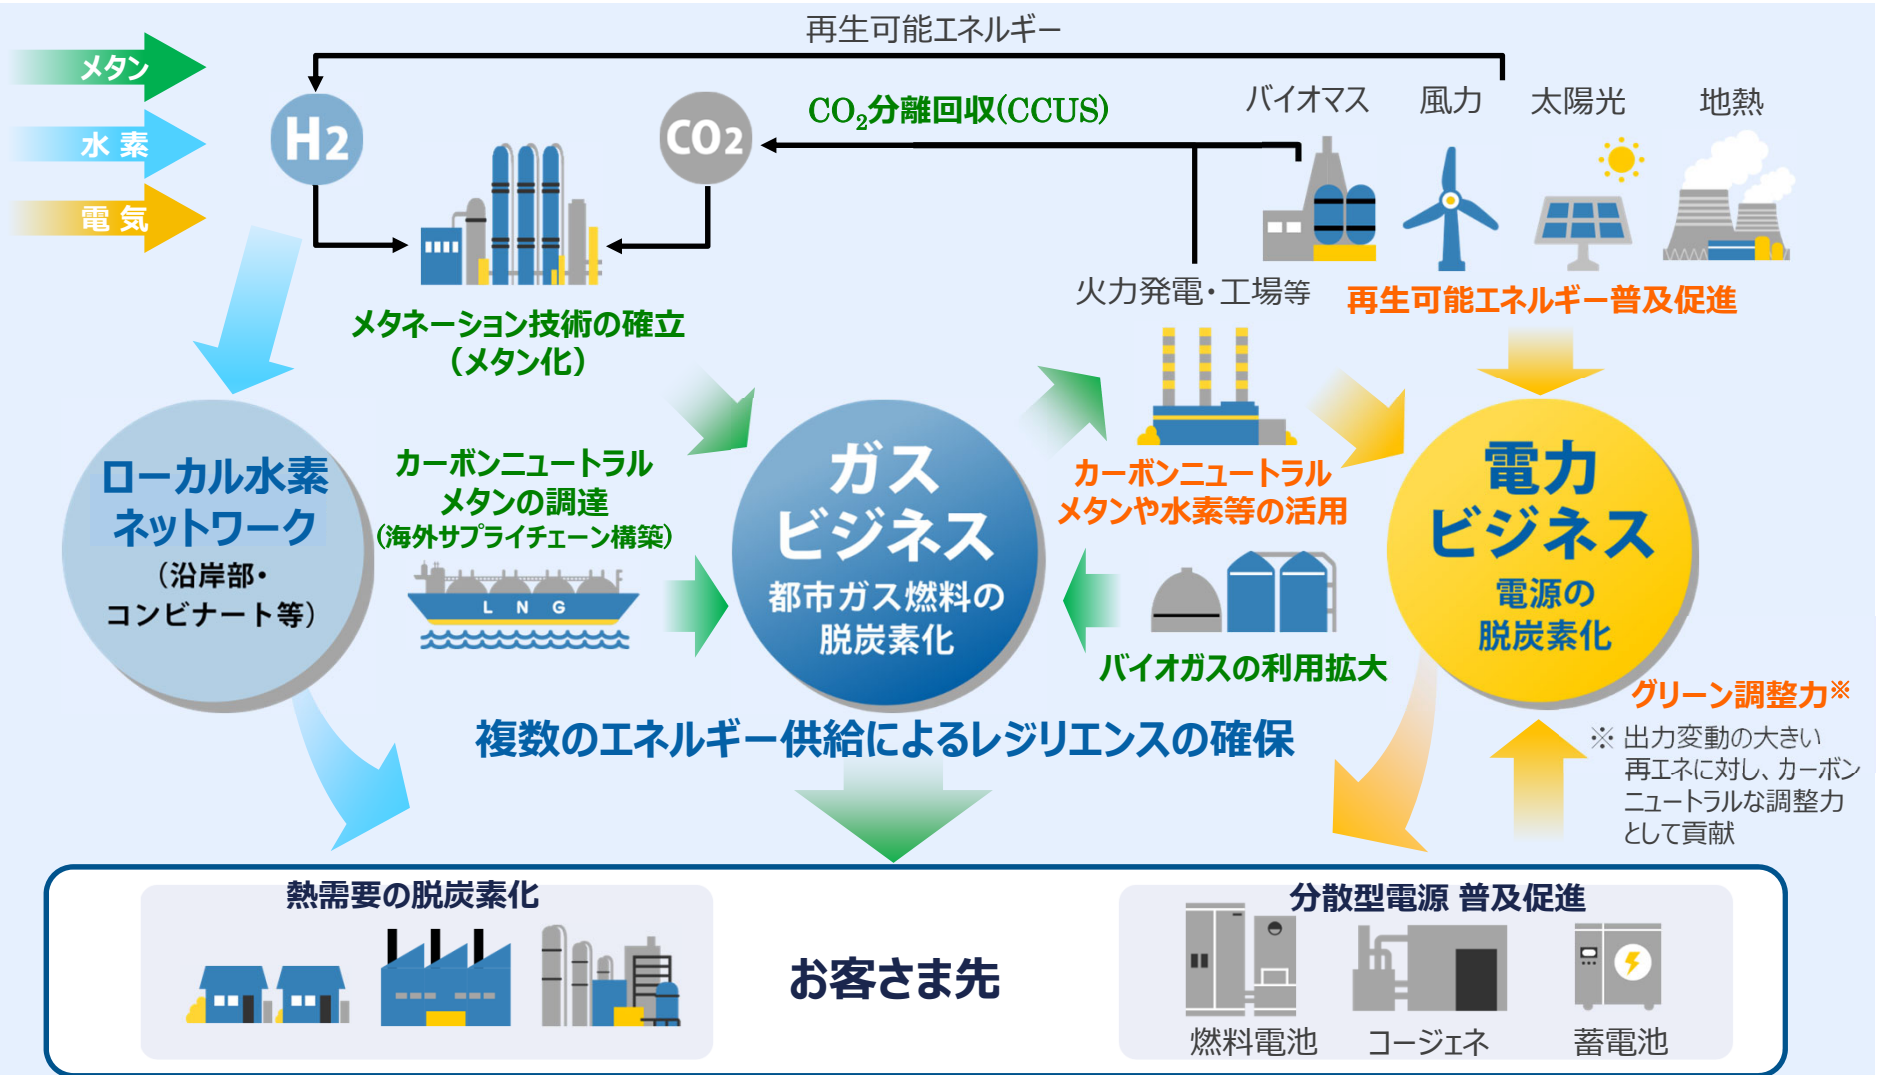 再生可能エネルギー
メタン
水 素
電 気
H2
CO2
CO₂分離回収(CCUS)
バイオマス
風力
太陽光
地熱
メタネーション技術の確立
（メタン化）
火力発電・工場等
再生可能エネルギー普及促進
ローカル水素
ネットワーク
（沿岸部・
コンビナート等）
カーボンニュートラル
メタンの調達
（海外サプライチェーン構築）
L N G
ガス
ビジネス
都市ガス燃料の
脱炭素化
カーボンニュートラル
メタンや水素等の活用
バイオガスの利用拡大
電力
ビジネス
電源の
脱炭素化
グリーン調整力※
※ 出力変動の大きい
再エネに対し、カーボン
ニュートラルな調整力
として貢献
複数のエネルギー供給によるレジリエンスの確保
熱需要の脱炭素化
お客さま先
分散型電源 普及促進
燃料電池
コージェネ
蓄電池